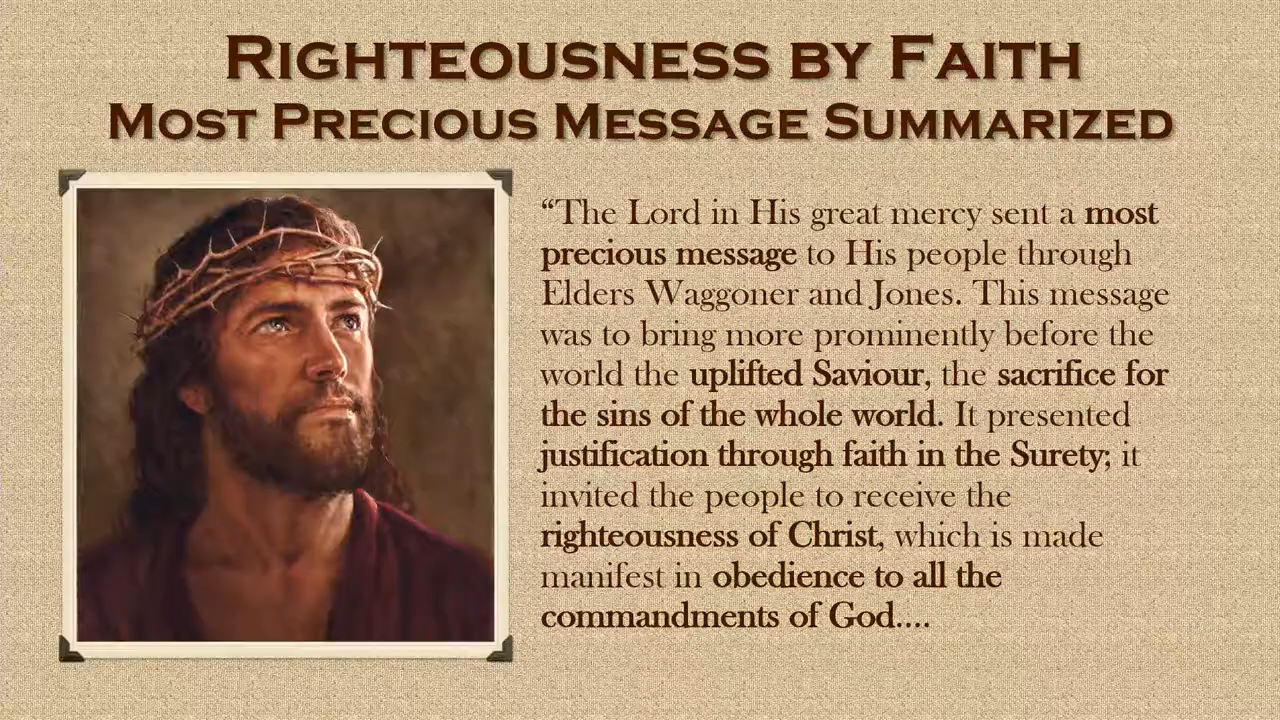 RIGHTEOUSNESS BY FAITH
MOST PRECIOUS MESSAGE SUMMARIZED
“The Lord in His great mercy sent a most
precious message to His people through
Elders Waggoner and Jones. This message
was to bring more prominently before the
world the uplifted Saviour, the sacrifice for
the sins of the whole world. It presented
justification through faith in the Surety; it
invited the people to receive the
righteousness of Christ, which is made
manifest in obedience to all the
commandments of God....